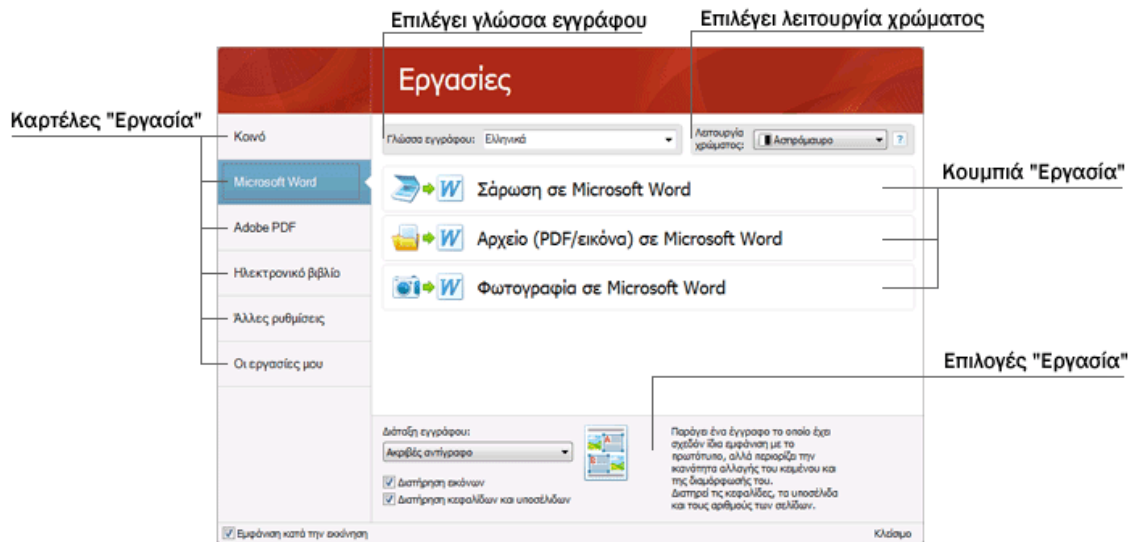 Επιλέγει γλώσσα εγγράφου
Επιλέγει λειτουργία χρώματος
Εργασίες
Καρτέλες "Εργασία"
Κοινό
Γλώσσα εγγράφου:
Ελληνικά
Λειτουργία
χρώματος:
Ασπρόμαυρο
?
Microsoft Word
Σάρωση σε Microsoft Word
Κουμπιά "Εργασία"
Adobe PDF
Αρχείο (PDF/εικόνα) σε Microsoft Word
Ηλεκτρονικό βιβλίο
Φωτογραφία σε Microsoft Word
Άλλες ρυθμίσεις
Οι εργασίες μου
Επιλογές "Εργασία"
Διάταξη εγγράφου:
Ακριβές αντίγραφο
Διατήρηση εικόνων
Διατήρηση κεφαλίδων και υποσέλιδων
Παράγει ένα έγγραφο το οποίο έχει
σχεδόν ίδια εμφάνιση με το
πρωτότυπο, αλλά περιορίζει την
ικανότητα αλλαγής του κειμένου και
της διαμόρφωσής του.
Διατηρεί τις κεφαλίδες, τα υποσέλιδα
και τους αριθμούς των σελίδων.
Εμφάνιση κατά την εκκίνηση
Κλείσιμο